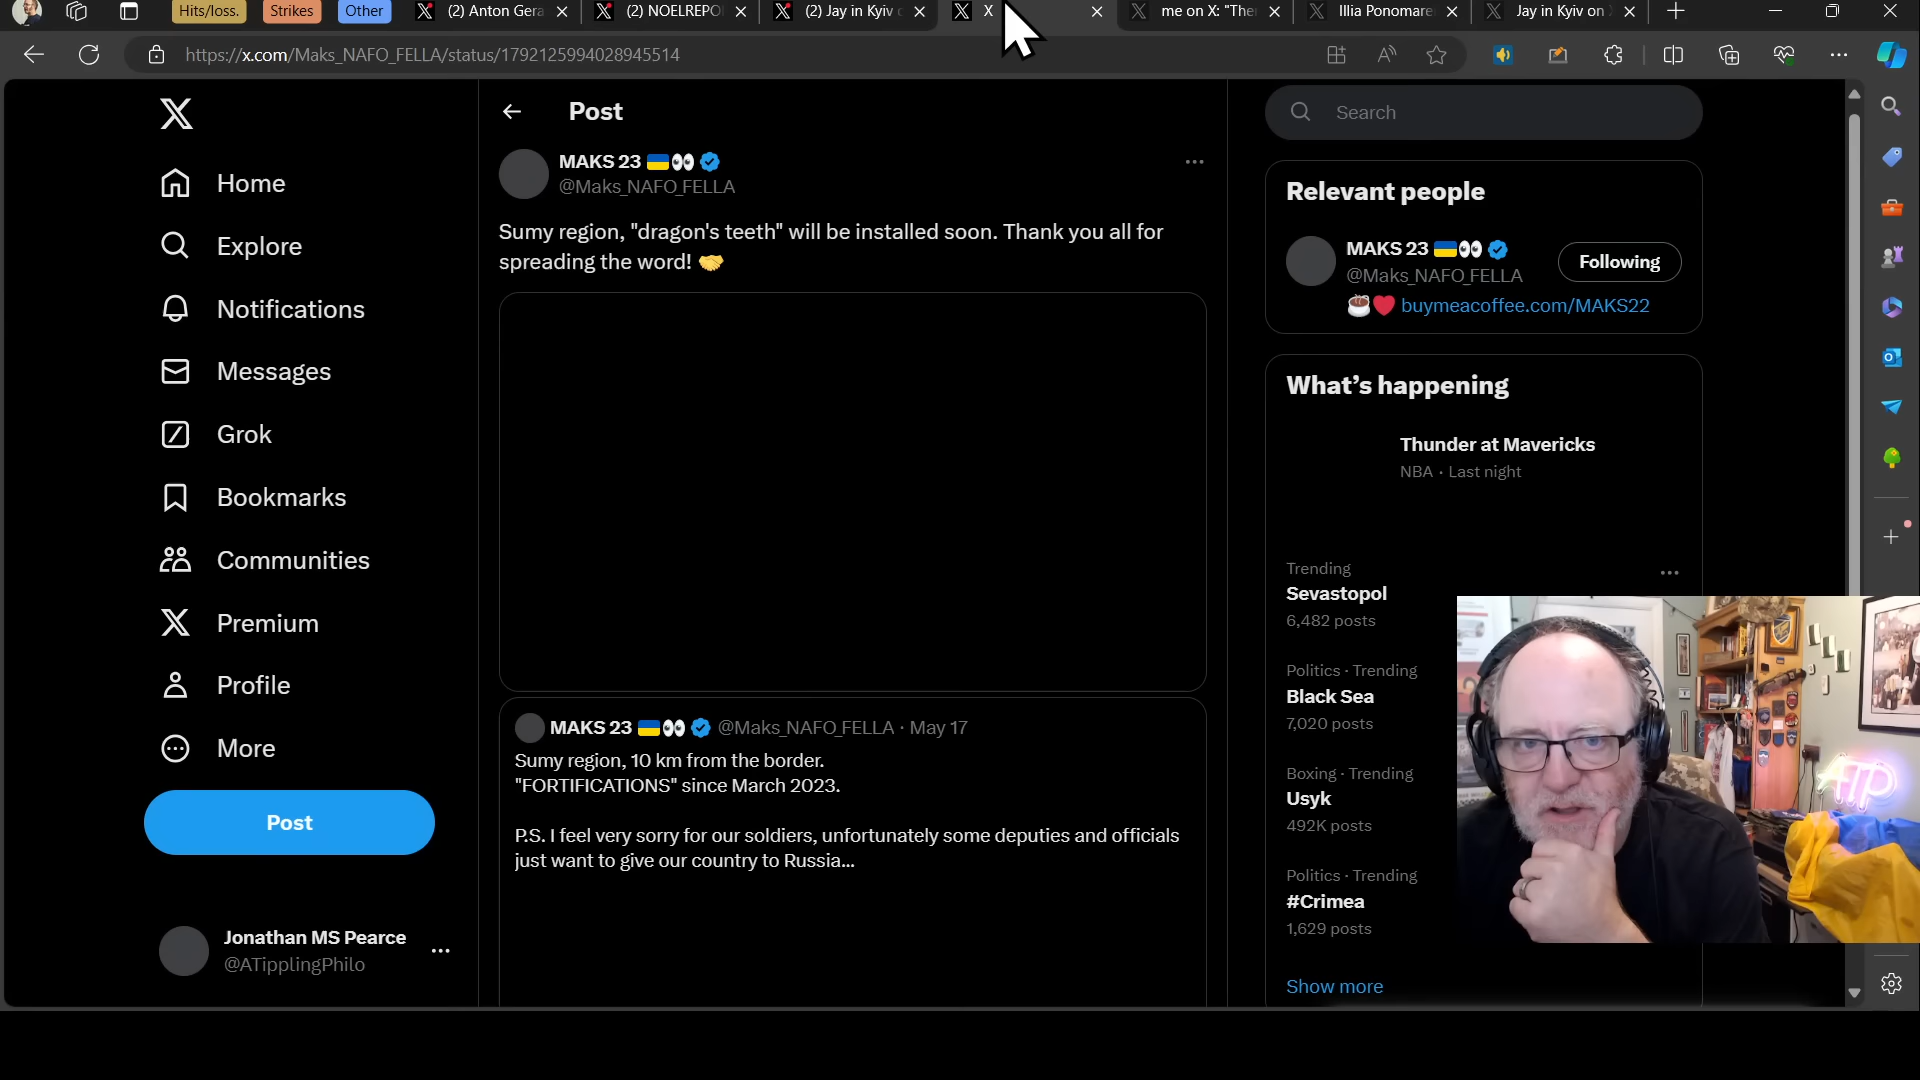 Hits/loss.
Strikes
Other
(2) Anton Gera
(2) NOELREPO
(2) Jay in Kyiv
X
me on X: "The
Illia Ponomare
Jay in Kyiv on
https://x.com/Maks_NAFO_FELLA/status/1792125994028945514
Home
Explore
Notifications
Messages
Grok
Bookmarks
Communities
Premium
Profile
More
Post
Jonathan MS Pearce
@ATipplingPhilo
Post
MAKS 23 🇺🇦👀
@Maks_NAFO_FELLA
Sumy region, "dragon's teeth" will be installed soon. Thank you all for
spreading the word! 🤝
MAKS 23 🇺🇦👀 @Maks_NAFO_FELLA · May 17
Sumy region, 10 km from the border.
"FORTIFICATIONS" since March 2023.
P.S. I feel very sorry for our soldiers, unfortunately some deputies and officials
just want to give our country to Russia...
Search
Relevant people
MAKS 23 🇺🇦👀
@Maks_NAFO_FELLA
Following
☕❤️ buymeacoffee.com/MAKS22
What's happening
Thunder at Mavericks
NBA · Last night
Trending
Sevastopol
6,482 posts
Politics · Trending
Black Sea
7,020 posts
Boxing · Trending
Usyk
492K posts
Politics · Trending
#Crimea
1,629 posts
Show more
ATP